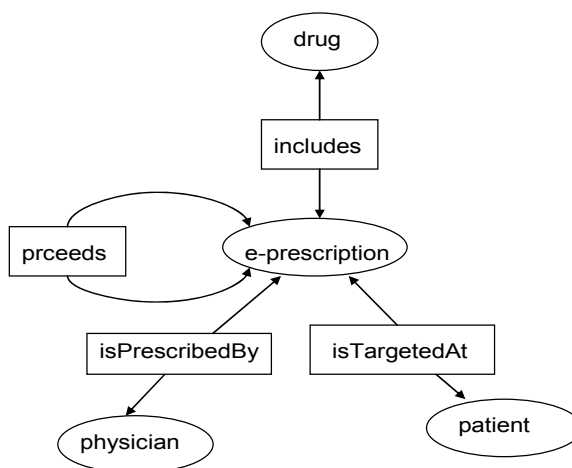 drug
includes
prceeds
e-prescription
isPrescribedBy
isTargetedAt
physician
patient